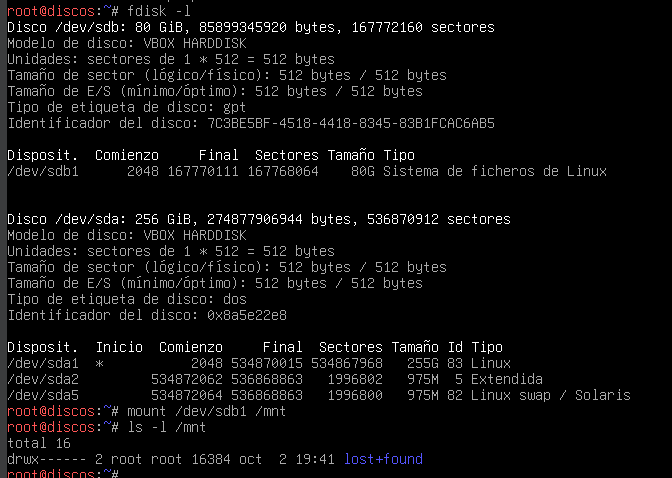 root@discos:~# fdisk -l
Disco /dev/sdb: 80 GiB, 85899345920 bytes, 167772160 sectores
Modelo de disco: VBOX HARDDISK
Unidades: sectores de 1 * 512 = 512 bytes
Tamaño de sector (lógico/físico): 512 bytes / 512 bytes
Tamaño de E/S (mínimo/óptimo): 512 bytes / 512 bytes
Tipo de etiqueta de disco: gpt
Identificador del disco: 7C3BE5BF-4518-4418-8345-83B1FCAC6AB5
Disposit.  Comienzo     Final  Sectores Tamaño Tipo
/dev/sdb1      2048 167770111 167768064    80G Sistema de ficheros de Linux
Disco /dev/sda: 256 GiB, 274877906944 bytes, 536870912 sectores
Modelo de disco: VBOX HARDDISK
Unidades: sectores de 1 * 512 = 512 bytes
Tamaño de sector (lógico/físico): 512 bytes / 512 bytes
Tamaño de E/S (mínimo/óptimo): 512 bytes / 512 bytes
Tipo de etiqueta de disco: dos
Identificador del disco: 0x8a5e22e8
Disposit.  Inicio  Comienzo     Final  Sectores Tamaño Id Tipo
/dev/sda1  *           2048 534870015 534867968   255G 83 Linux
/dev/sda2         534872062 536868863   1996802   975M  5 Extendida
/dev/sda5         534872064 536868863   1996800   975M 82 Linux swap / Solaris
root@discos:~# mount /dev/sdb1 /mnt
root@discos:~# ls -l /mnt
total 16
drwx------ 2 root root 16384 oct  2 19:41 lost+found
root@discos:~#